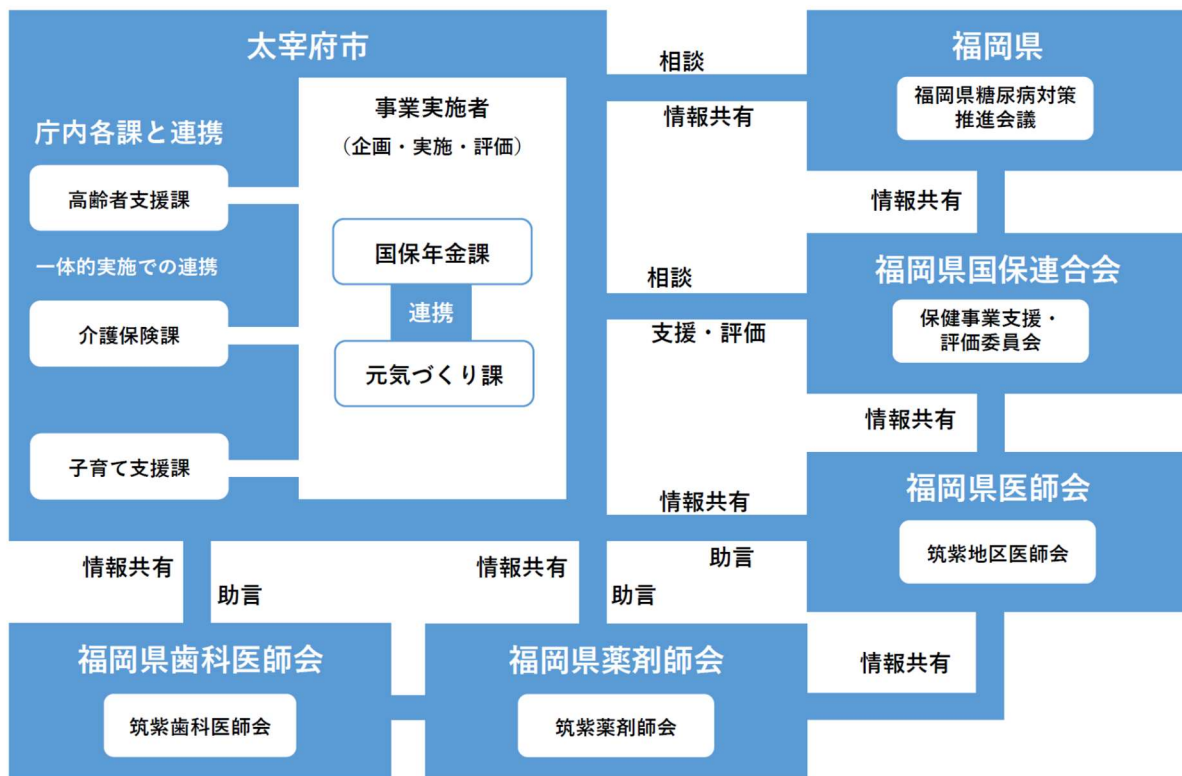 太宰府市
庁内各課と連携
高齢者支援課
一体的実施での連携
介護保険課
子育て支援課
事業実施者
（企画・実施・評価）
国保年金課
連携
元気づくり課
相談
情報共有
福岡県
福岡県糖尿病対策
推進会議
情報共有
相談
支援・評価
福岡県国保連合会
保健事業支援・
評価委員会
情報共有
情報共有
助言
福岡県医師会
筑紫地区医師会
情報共有
助言
情報共有
助言
福岡県歯科医師会
筑紫歯科医師会
福岡県薬剤師会
筑紫薬剤師会
情報共有